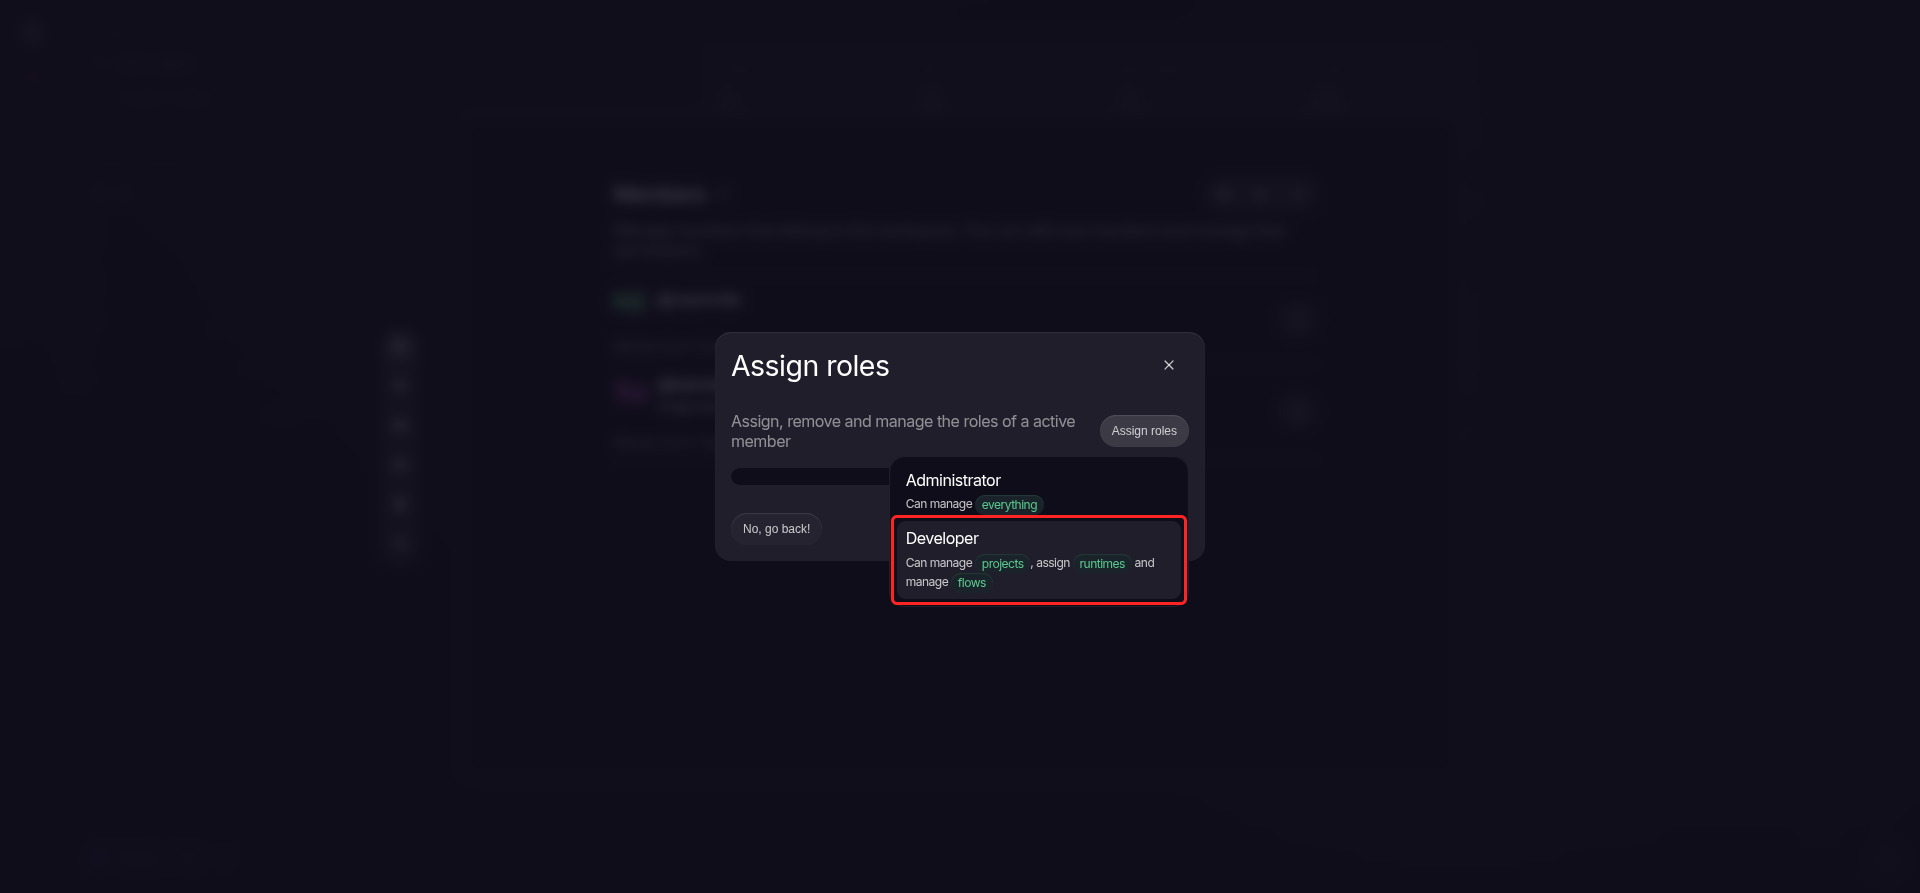 Members
Assign roles
Assign, remove and manage the roles of a active
member
Assign roles
Administrator
Can manage everything
Developer
Can manage projects , assign runtimes and
manage flows
No, go back!